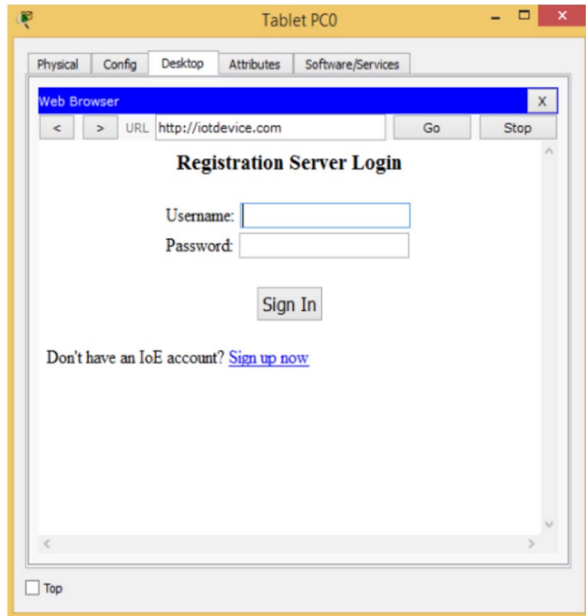 Tablet PC0
Physical Config Desktop Attributes Software/Services
Web Browser X
< > URL http://iotdevice.com Go Stop
Registration Server Login
Username:
Password:
Sign In
Don't have an IoE account? Sign up now
Top